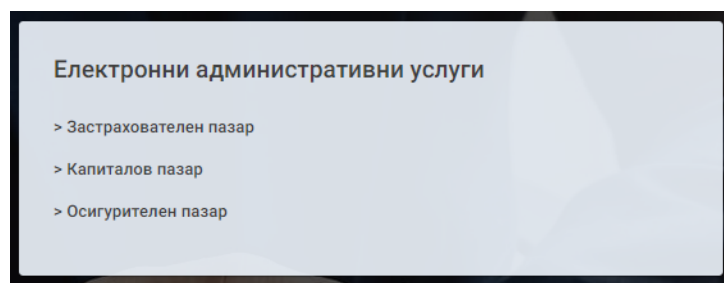 Електронни административни услуги
> Застрахователен пазар
> Капиталов пазар
> Осигурителен пазар